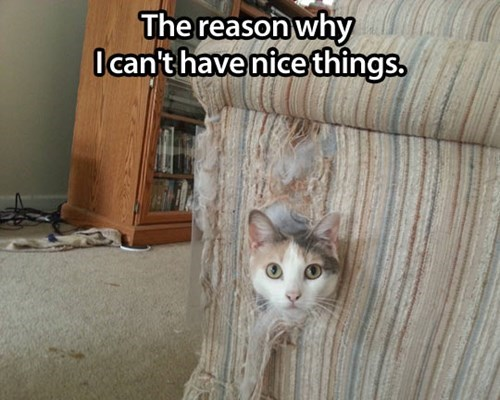 The reason why
I can't have nice things.